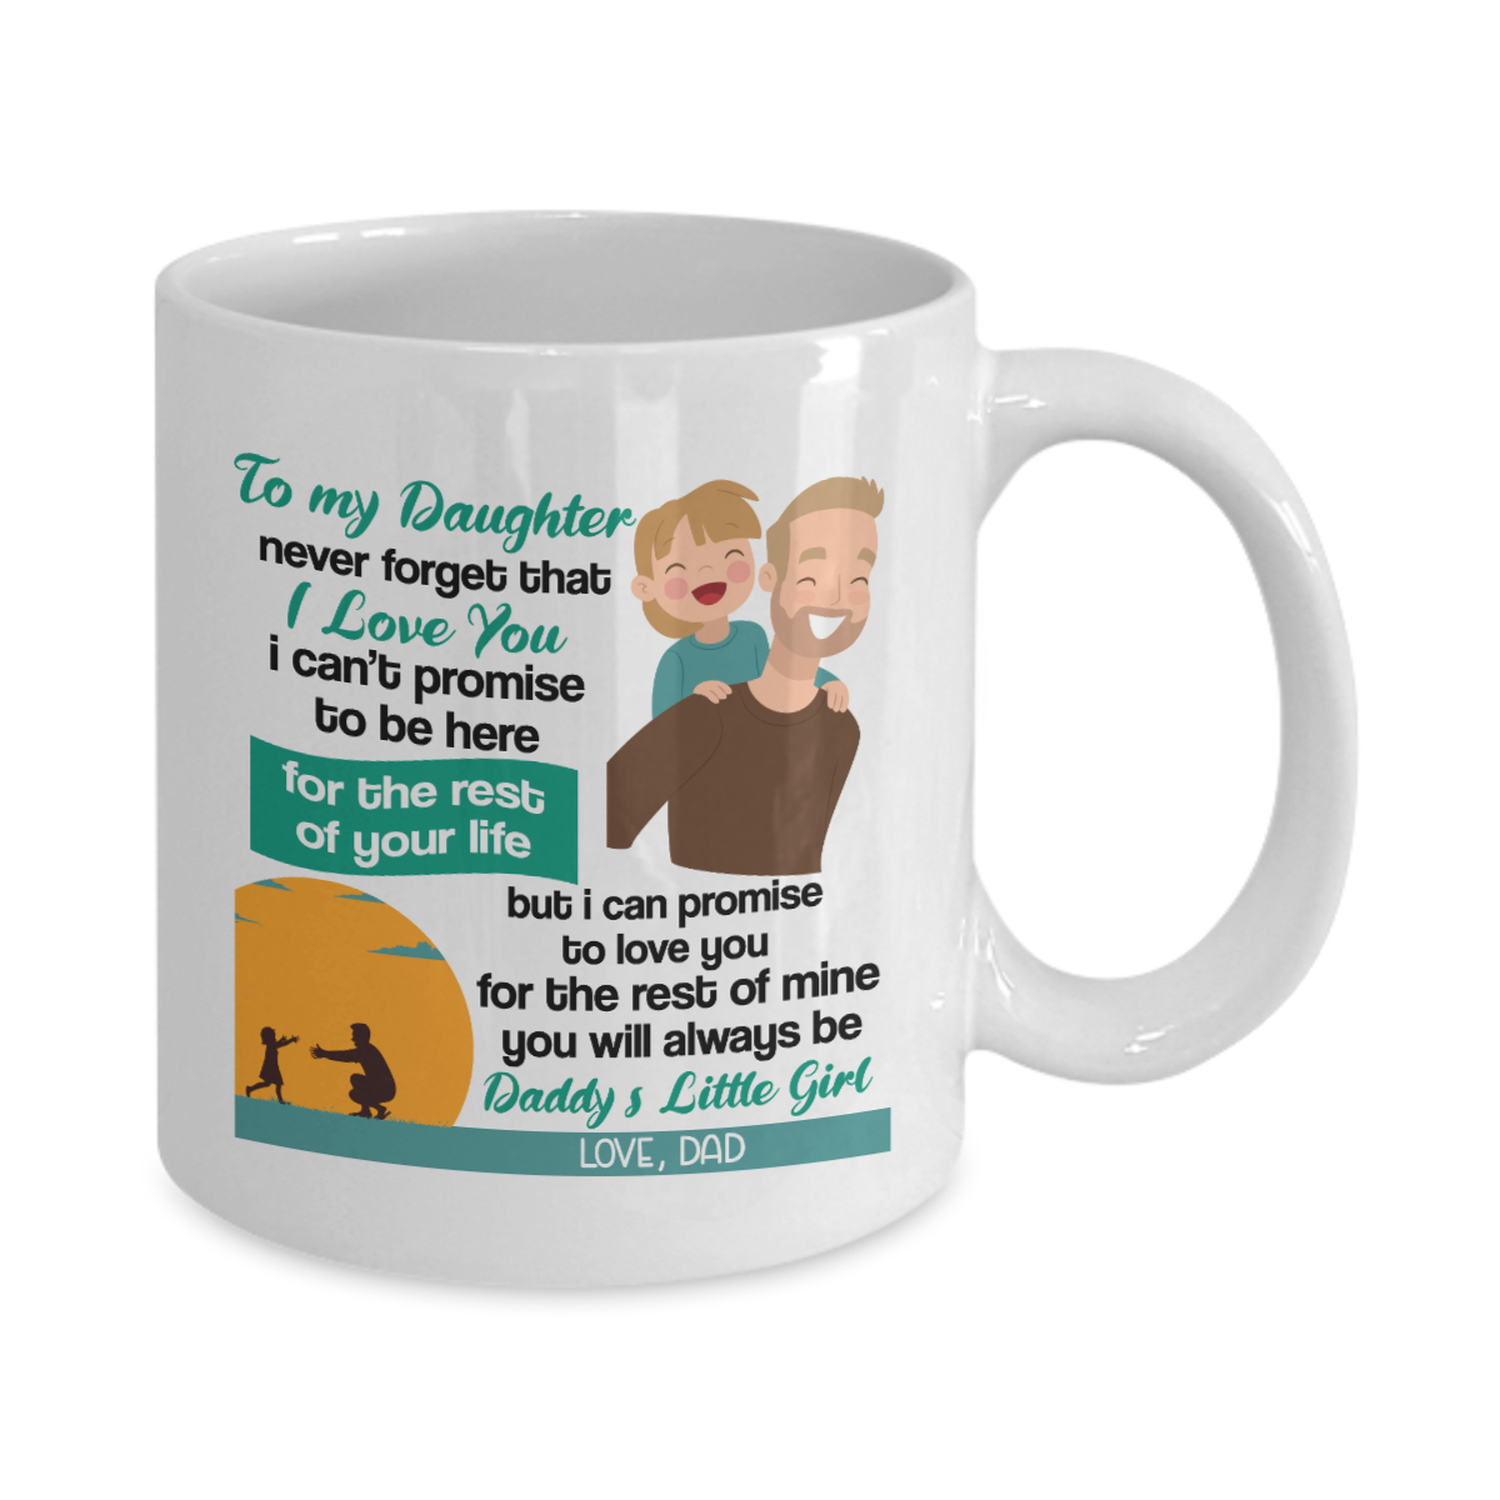 To my Daughter
never forget that
I Love You
i can't promise
to be here
for the rest
of your life
but i can promise
to love you
for the rest of mine
you will always be
Daddy s Little Girl
LOVE, DAD